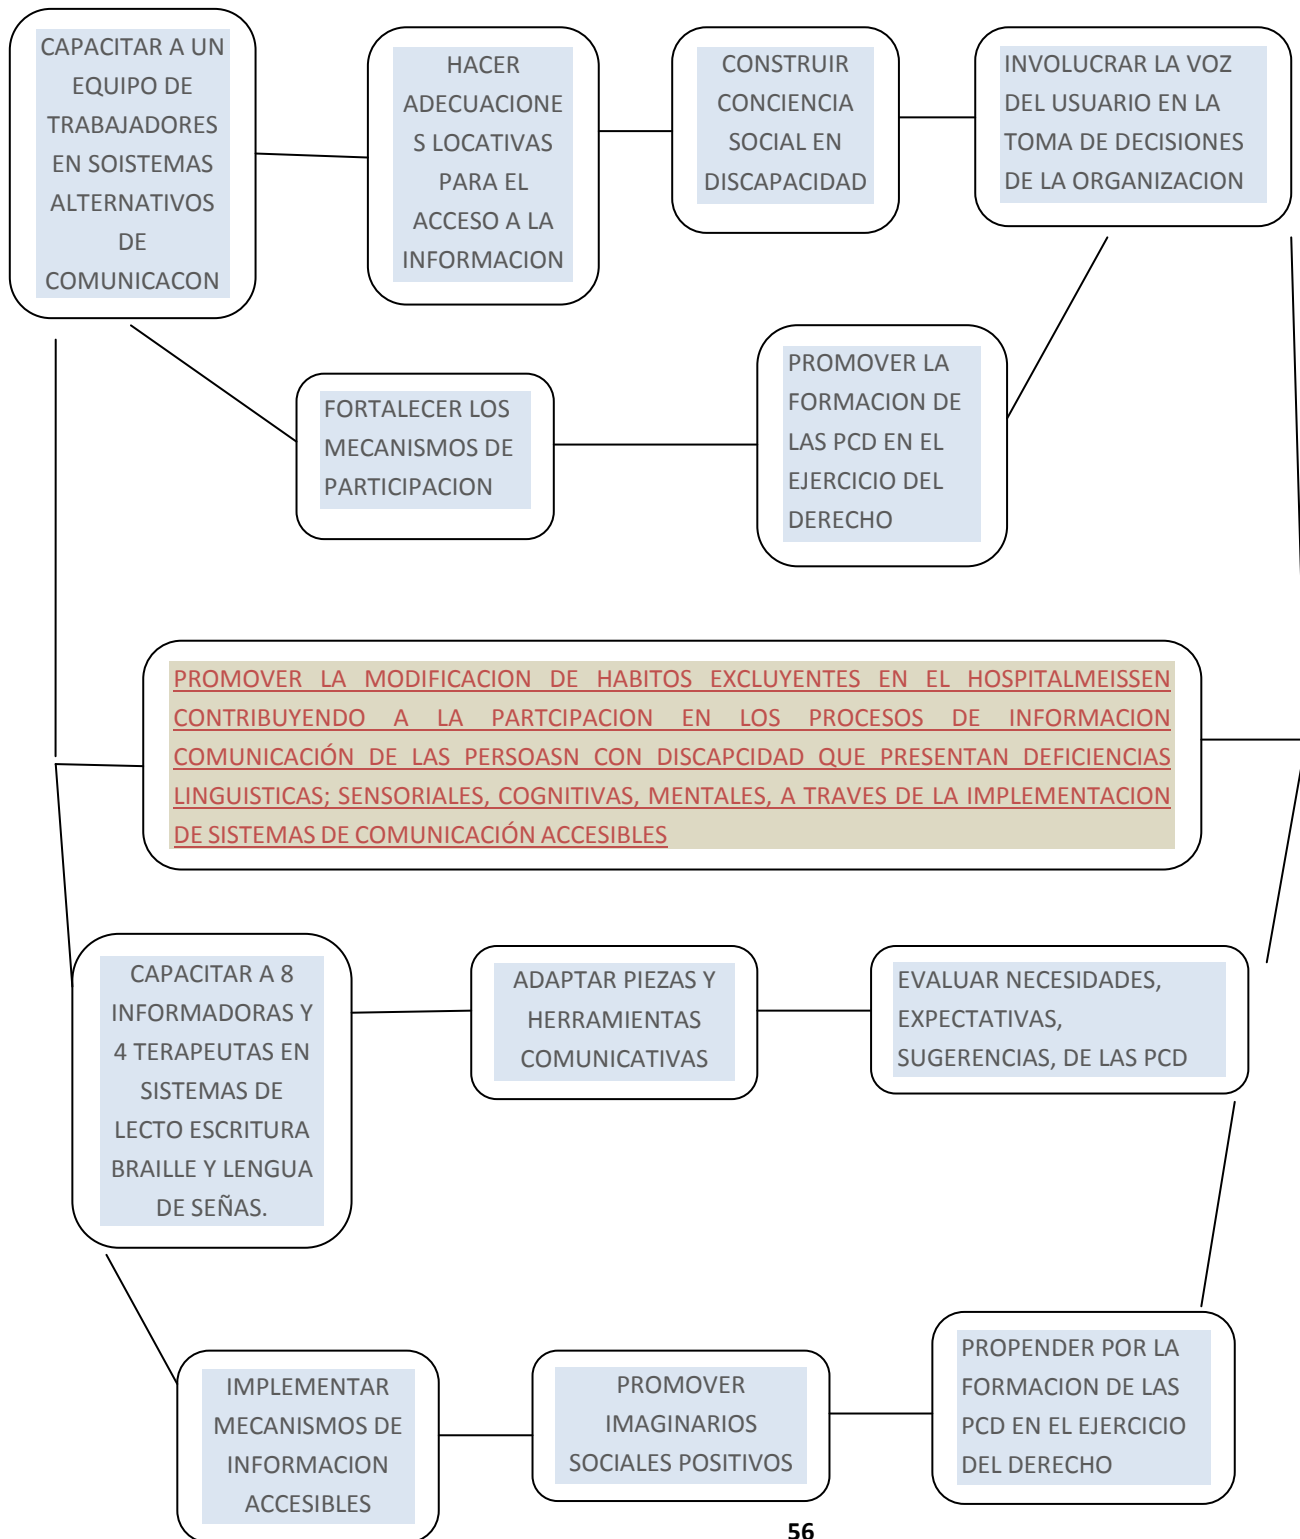 CAPACITAR A UN
EQUIPO DE
TRABAJADORES
EN SOISTEMAS
ALTERNATIVOS
DE
COMUNICACON
HACER
ADECUACIONE
S LOCATIVAS
PARA EL
ACCESO A LA
INFORMACION
CONSTRUIR
CONCIENCIA
SOCIAL EN
DISCAPACIDAD
INVOLUCRAR LA VOZ
DEL USUARIO EN LA
TOMA DE DECISIONES
DE LA ORGANIZACION
FORTALECER LOS
MECANISMOS DE
PARTICIPACION
PROMOVER LA
FORMACION DE
LAS PCD EN EL
EJERCICIO DEL
DERECHO
PROMOVER LA MODIFICACION DE HABITOS EXCLUYENTES EN EL HOSPITALMEISSEN
CONTRIBUYENDO A LA PARTCIPACION EN LOS PROCESOS DE INFORMACION
COMUNICACIÓN DE LAS PERSOASN CON DISCAPCIDAD QUE PRESENTAN DEFICIENCIAS
LINGUISTICAS; SENSORIALES, COGNITIVAS, MENTALES, A TRAVES DE LA IMPLEMENTACION
DE SISTEMAS DE COMUNICACIÓN ACCESIBLES
CAPACITAR A 8
INFORMADORAS Y
4 TERAPEUTAS EN
SISTEMAS DE
LECTO ESCRITURA
BRAILLE Y LENGUA
DE SEÑAS.
ADAPTAR PIEZAS Y
HERRAMIENTAS
COMUNICATIVAS
EVALUAR NECESIDADES,
EXPECTATIVAS,
SUGERENCIAS, DE LAS PCD
IMPLEMENTAR
MECANISMOS DE
INFORMACION
ACCESIBLES
PROMOVER
IMAGINARIOS
SOCIALES POSITIVOS
PROPENDER POR LA
FORMACION DE LAS
PCD EN EL EJERCICIO
DEL DERECHO
56